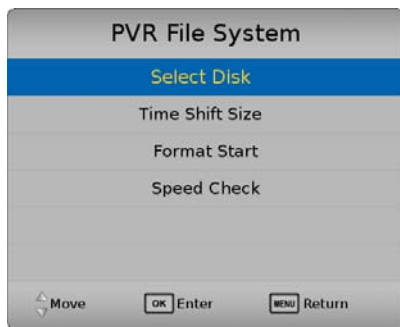 PVR File System
Select Disk
Time Shift Size
Format Start
Speed Check
Move OK Enter MENU Return